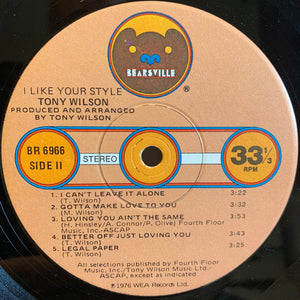 BEARSVILLE
®
I LIKE YOUR STYLE
TONY WILSON
PRODUCED AND ARRANGED
BY TONY WILSON
BR 6966
SIDE II
STEREO
33 1/3
RPM
1. I CAN'T LEAVE IT ALONE 3:22
(T. Wilson)
2. GOTTA MAKE LOVE TO YOU 3:32
(M. Wilson)
3. LOVING YOU AIN'T THE SAME 3:53
(H. Hinsley/A. Connor/P. Olive) Fourth Floor
Music, Inc-ASCAP
4. BETTER OFF JUST LOVING YOU 3:43
(T. Wilson)
5. LEGAL PAPER 3:25
(T. Wilson)
All selections published by Fourth Floor
Music, Inc./Tony Wilson Music Ltd.
ASCAP, except as indicated
℗1976 WEA Records Ltd.